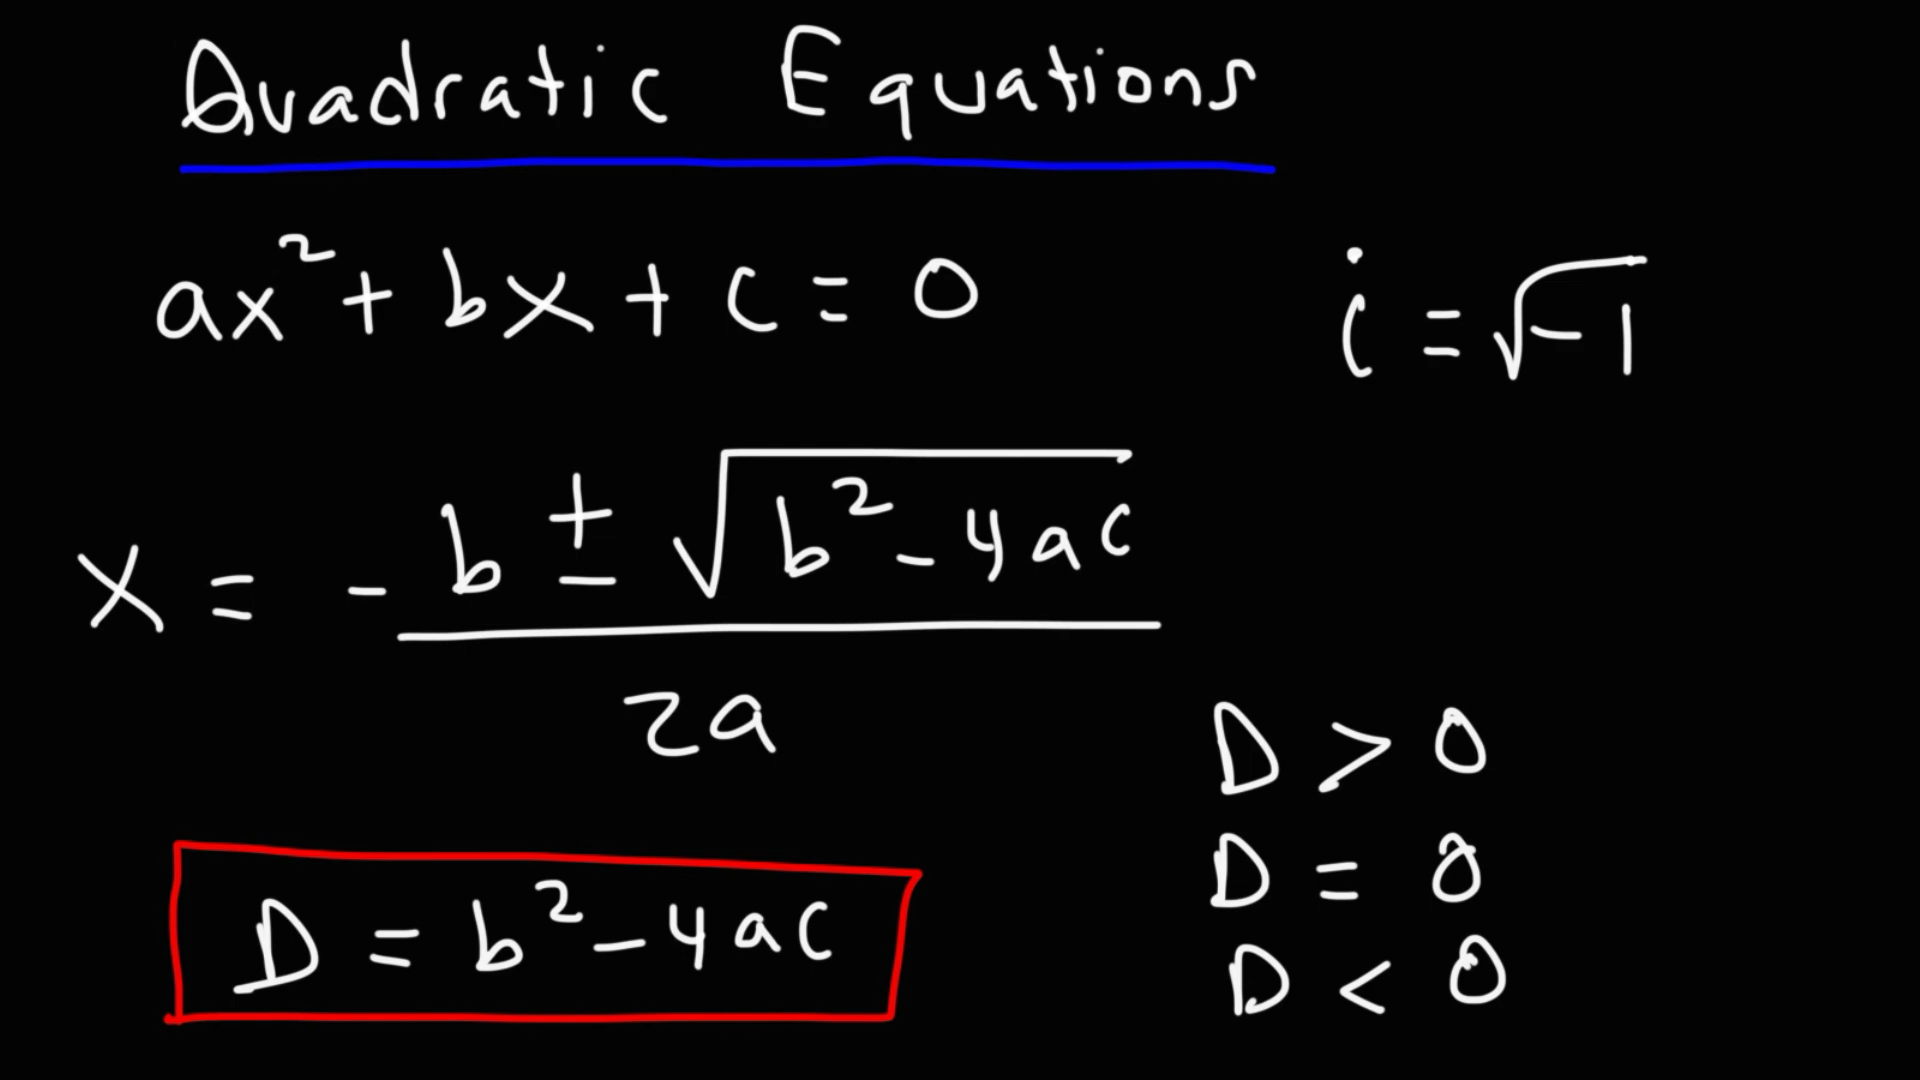 Quadratic Equations
ax² + bx + c = 0
i = √-1
x = -b ± √b² - 4ac
2a
D > 0
D = 0
D < 0
D = b² - 4ac